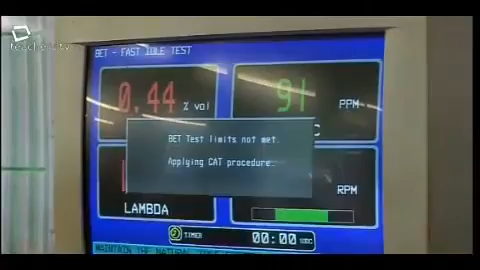 BET - FAST IDLE TEST
0.44 % vol
91 PPM
BET Test limits not met.
Applying CAT procedure...
LAMBDA
RPM
TIMER 00:00